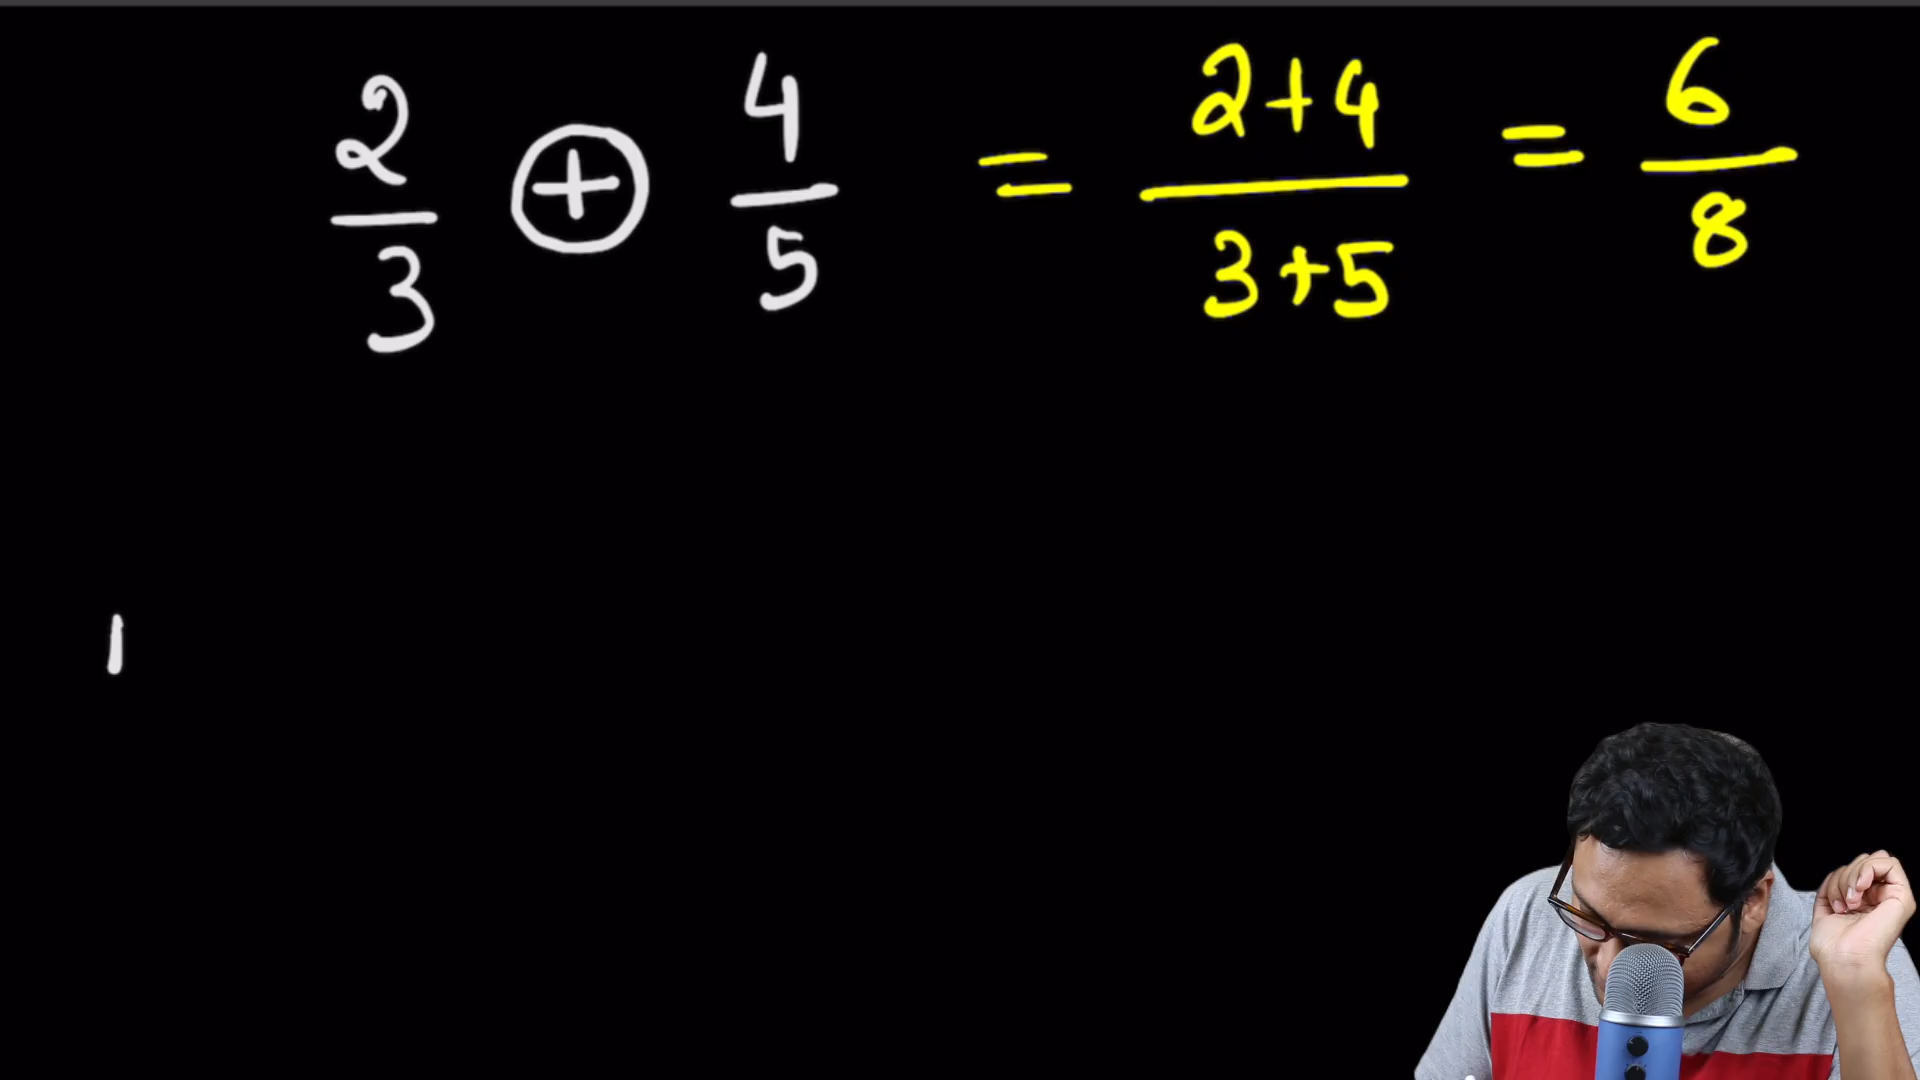 2/3 ⊕ 4/5 = 2+4/3+5 = 6/8
1